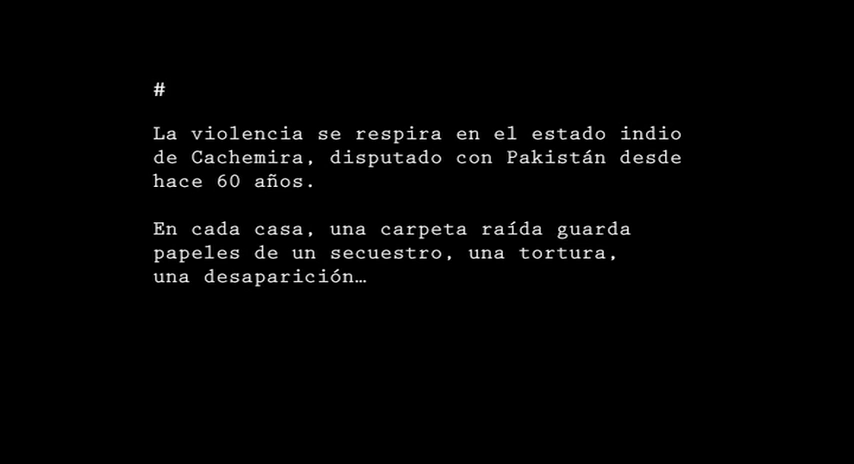 #
La violencia se respira en el estado indio
de Cachemira, disputado con Pakistán desde
hace 60 años.
En cada casa, una carpeta raída guarda
papeles de un secuestro, una tortura,
una desaparición…